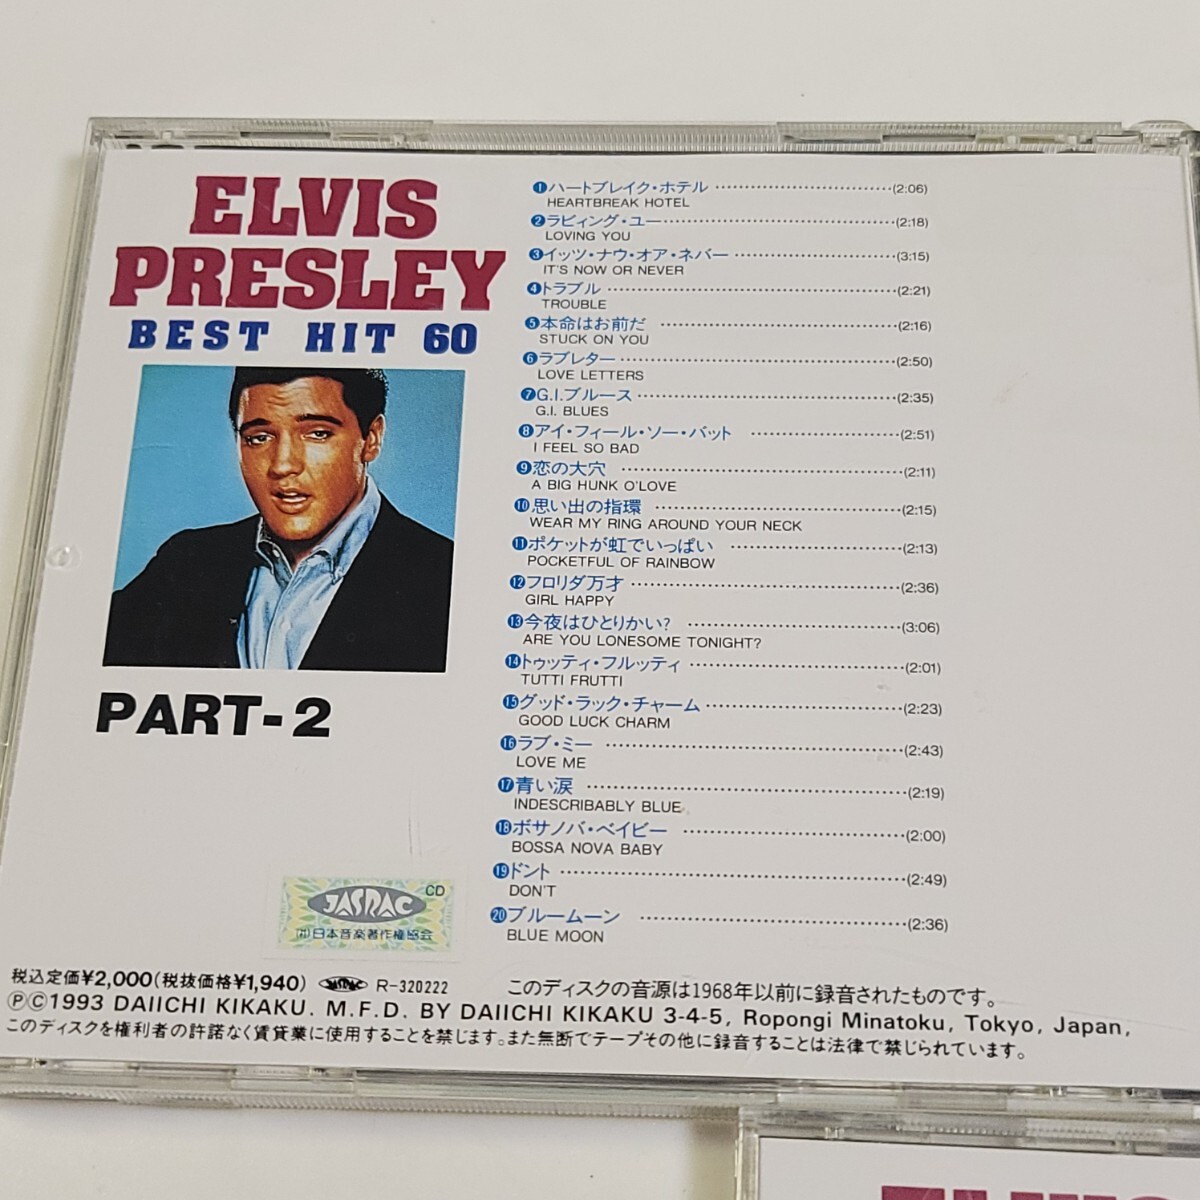 ELVIS
PRESLEY
BEST HIT 60
PART-2
❶ハートブレイク・ホテル ……………………(2:06)
HEARTBREAK HOTEL
❷ラビィング・ユー ……………………(2:18)
LOVING YOU
❸イッツ・ナウ・オア・ネバー ……………………(3:15)
IT'S NOW OR NEVER
❹トラブル ……………………(2:21)
TROUBLE
❺本命はお前だ ……………………(2:16)
STUCK ON YOU
❻ラブレター ……………………(2:50)
LOVE LETTERS
❼G.I.ブルース ……………………(2:35)
G.I. BLUES
❽アイ・フィール・ソー・バット ……………………(2:51)
I FEEL SO BAD
❾恋の大穴 ……………………(2:11)
A BIG HUNK O'LOVE
❿思い出の指環 ……………………(2:15)
WEAR MY RING AROUND YOUR NECK
⓫ポケットが虹でいっぱい ……………………(2:13)
POCKETFUL OF RAINBOW
⓬フロリダ万才 ……………………(2:36)
GIRL HAPPY
⓭今夜はひとりかい? ……………………(3:06)
ARE YOU LONESOME TONIGHT?
⓮トゥッティ・フルッティ ……………………(2:01)
TUTTI FRUTTI
⓯グッド・ラック・チャーム ……………………(2:23)
GOOD LUCK CHARM
⓰ラブ・ミー ……………………(2:43)
LOVE ME
⓱青い涙 ……………………(2:19)
INDESCRIBABLY BLUE
⓲ボサノバ・ベイビー ……………………(2:00)
BOSSA NOVA BABY
⓳ドント ……………………(2:49)
DON'T
⓴ブルームーン ……………………(2:36)
BLUE MOON
CD
JASRAC
(社)日本音楽著作権協会
税込定価¥2,000(税抜価格¥1,940) JASRAC R-320222
このディスクの音源は1968年以前に録音されたものです。
ⓅⒸ1993 DAIICHI KIKAKU. M.F.D. BY DAIICHI KIKAKU 3-4-5, Ropongi Minatoku, Tokyo, Japan,
このディスクを権利者の許諾なく賃貸業に使用することを禁じます。また無断でテープその他に録音することは法律で禁じられています。